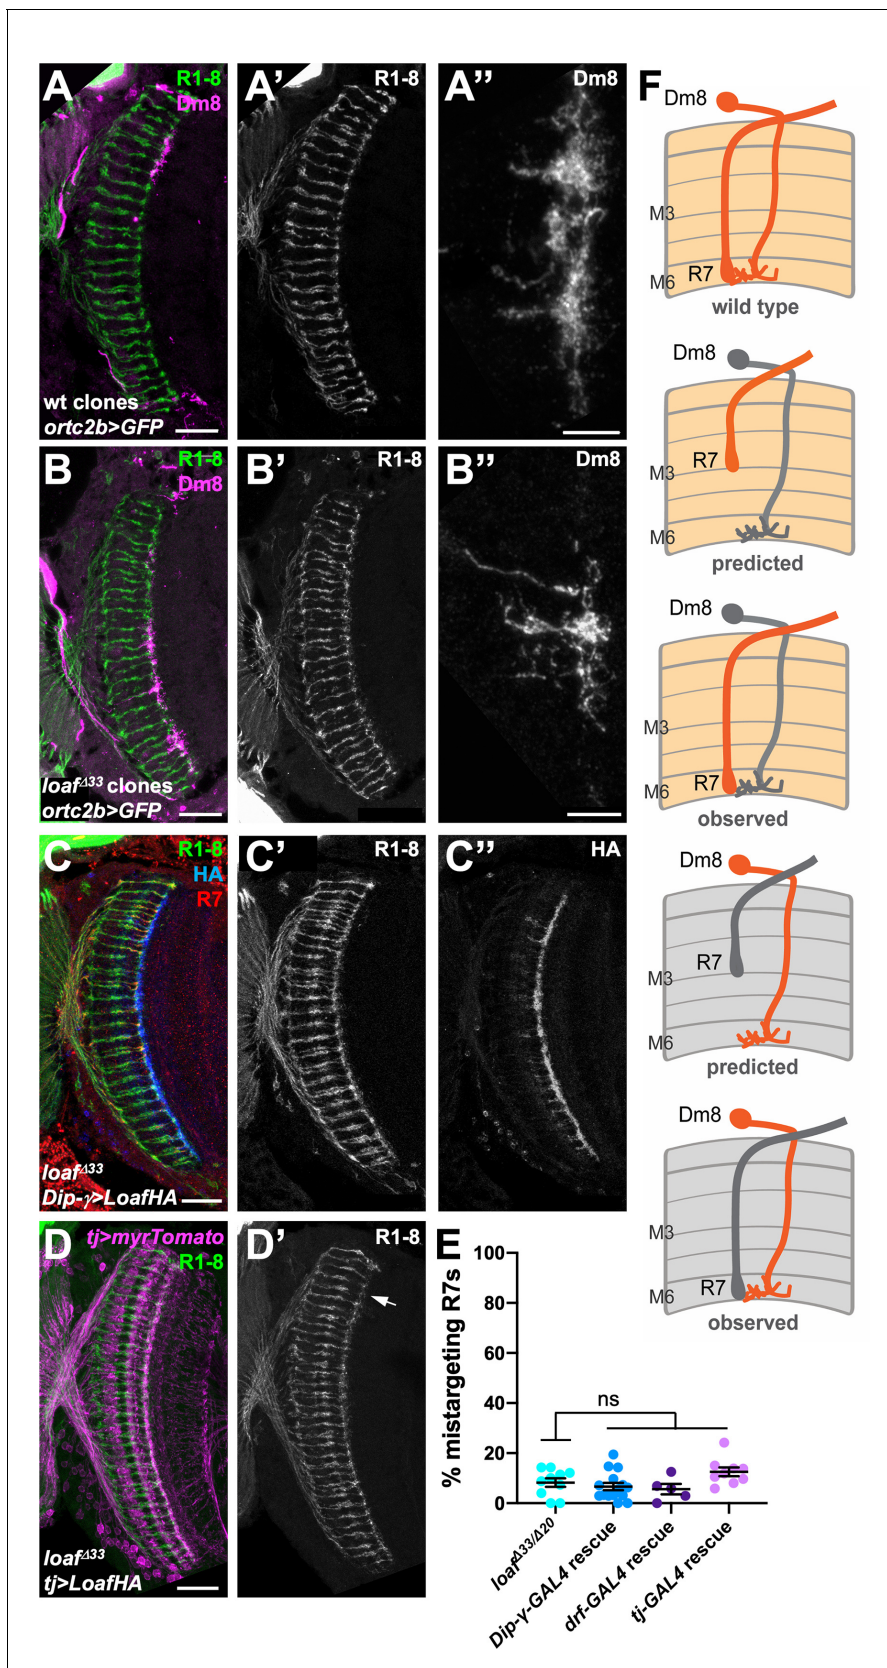 A
R1-8
Dm8
wt clones
ortc2b>GFP
A'
R1-8
A''
Dm8
B
R1-8
Dm8
loafΔ33 clones
ortc2b>GFP
B'
R1-8
B''
Dm8
C
R1-8
HA
R7
loafΔ33
Dip-γ>LoafHA
C'
R1-8
C''
HA
D
tj>myrTomato
R1-8
loafΔ33
tj>LoafHA
D'
R1-8
E
% mistargeting R7s
100
80
60
40
20
0
ns
loafΔ33/Δ20
Dip-γ-GAL4 rescue
drf-GAL4 rescue
tj-GAL4 rescue
F
Dm8
M3
M6
R7
wild type
Dm8
M3
R7
M6
predicted
Dm8
M3
M6
R7
observed
Dm8
R7
M3
M6
predicted
Dm8
M3
M6
R7
observed